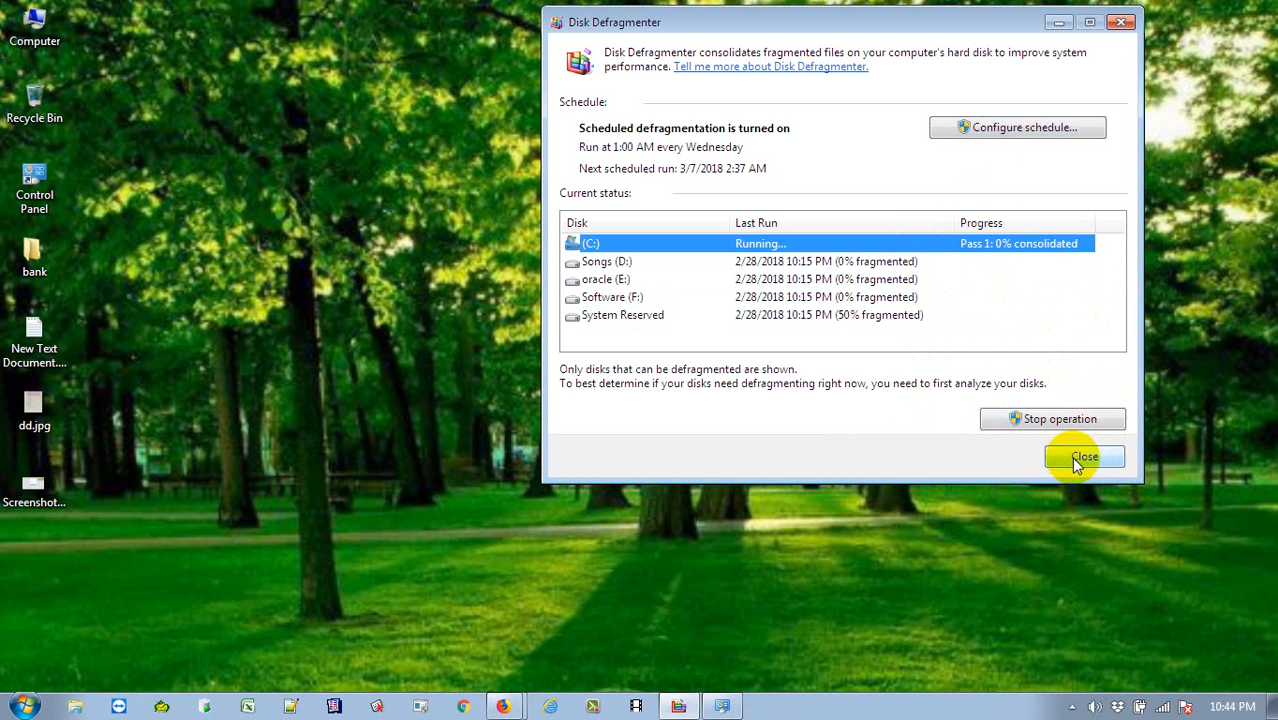 Computer
Recycle Bin
Control
Panel
bank
New Text
Document....
dd.jpg
Screenshot...
Disk Defragmenter
Disk Defragmenter consolidates fragmented files on your computer's hard disk to improve system
performance. Tell me more about Disk Defragmenter.
Schedule:
Scheduled defragmentation is turned on
Configure schedule...
Run at 1:00 AM every Wednesday
Next scheduled run: 3/7/2018 2:37 AM
Current status:
Disk Last Run Progress
(C:) Running... Pass 1: 0% consolidated
Songs (D:) 2/28/2018 10:15 PM (0% fragmented)
oracle (E:) 2/28/2018 10:15 PM (0% fragmented)
Software (F:) 2/28/2018 10:15 PM (0% fragmented)
System Reserved 2/28/2018 10:15 PM (50% fragmented)
Only disks that can be defragmented are shown.
To best determine if your disks need defragmenting right now, you need to first analyze your disks.
Stop operation
Close
10:44 PM